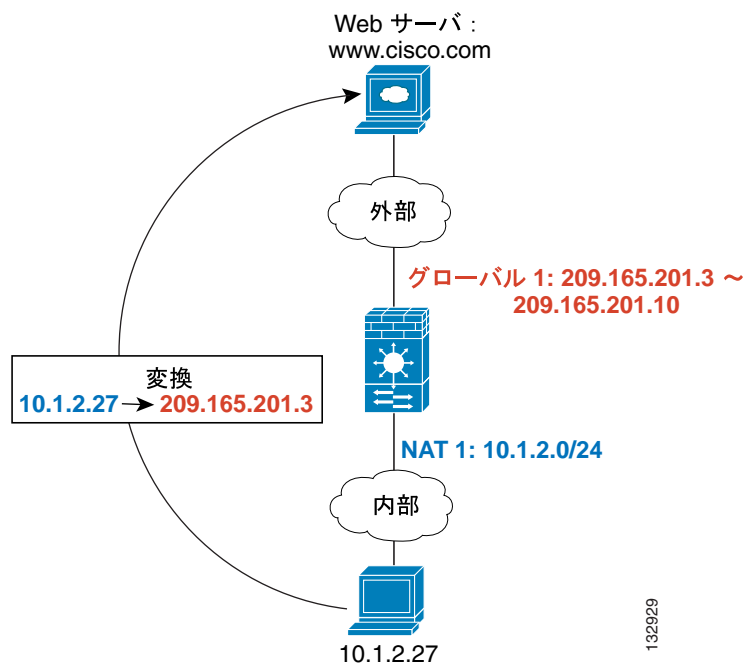 Web サーバ：
www.cisco.com
外部
グローバル 1: 209.165.201.3 ～
209.165.201.10
変換
10.1.2.27 → 209.165.201.3
NAT 1: 10.1.2.0/24
内部
10.1.2.27
132929